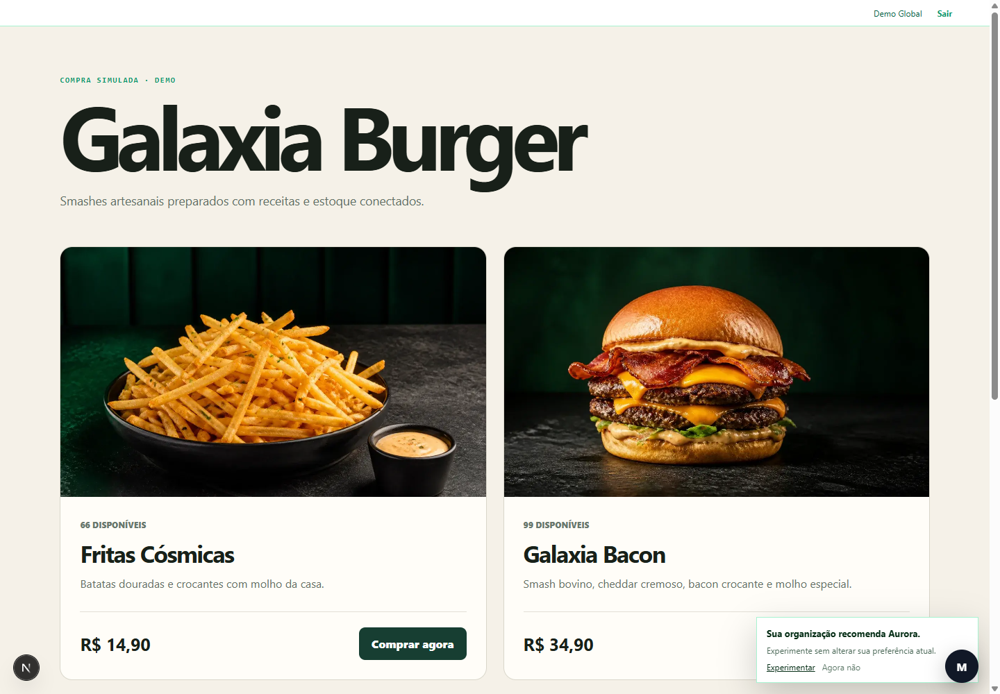 Demo Global Sair
COMPRA SIMULADA · DEMO
Galaxia Burger
Smashes artesanais preparados com receitas e estoque conectados.
66 DISPONÍVEIS
Fritas Cósmicas
Batatas douradas e crocantes com molho da casa.
R$ 14,90
Comprar agora
99 DISPONÍVEIS
Galaxia Bacon
Smash bovino, cheddar cremoso, bacon crocante e molho especial.
R$ 34,90
Sua organização recomenda Aurora.
Experimente sem alterar sua preferência atual.
Experimentar Agora não
M
N